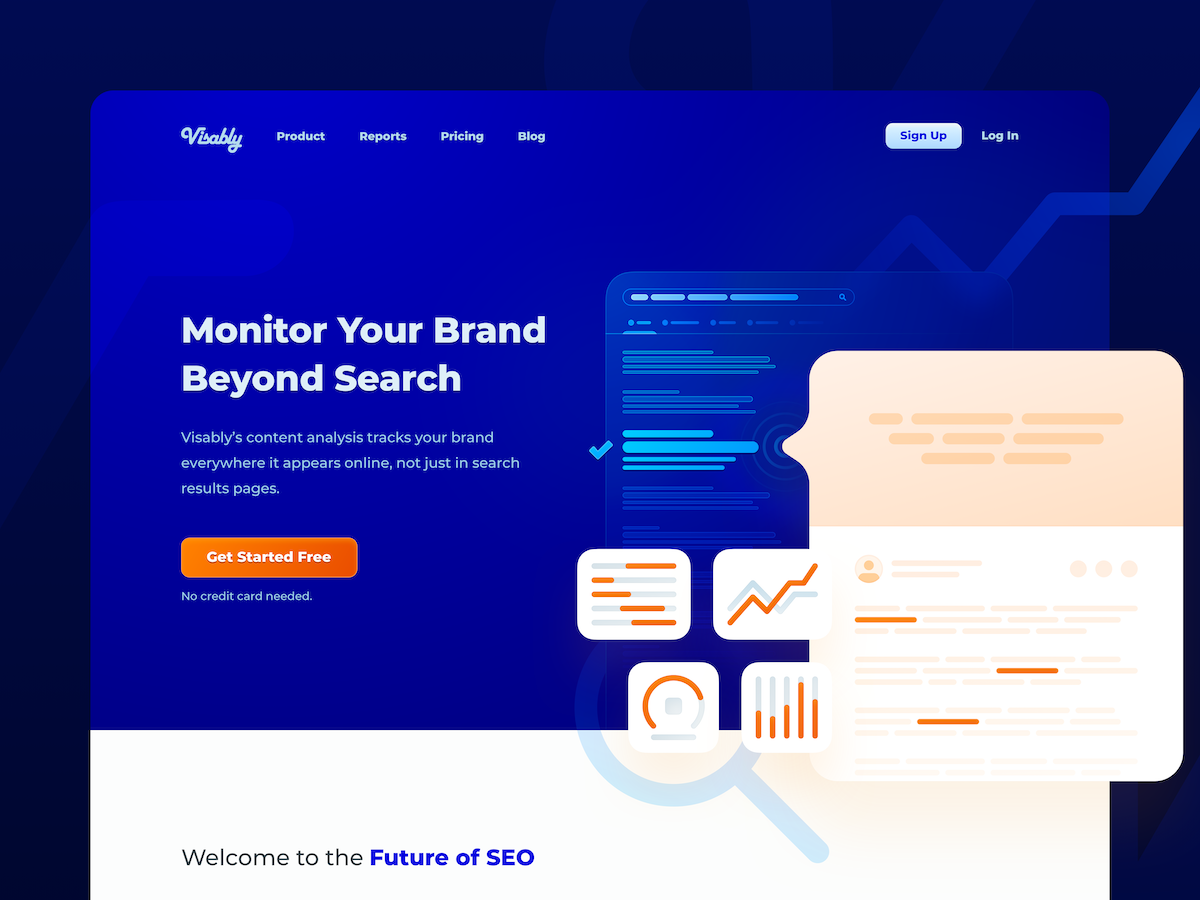 Visably
Product
Reports
Pricing
Blog
Sign Up
Log In
Monitor Your Brand
Beyond Search
Visably’s content analysis tracks your brand
everywhere it appears online, not just in search
results pages.
Get Started Free
No credit card needed.
Welcome to the Future of SEO